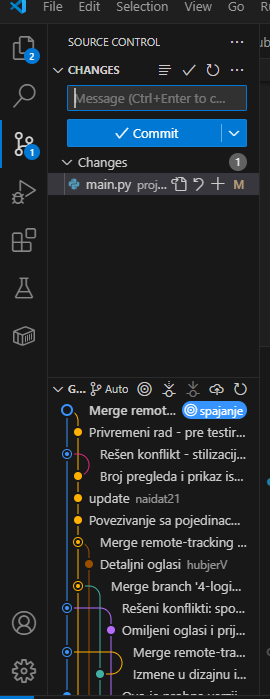 File Edit Selection
SOURCE CONTROL
2
CHANGES
Message (Ctrl+Enter to c...
1
Commit
Changes 1
main.py proj... M
G... Auto
Merge remot... spajanje
Privremeni rad - pre testir...
Rešen konflikt - stilizacij...
Broj pregleda i prikaz is...
update naidat21
Povezivanje sa pojedinac...
Merge remote-tracking ...
Detaljni oglasi hubjerV
Merge branch '4-logi...
Rešeni konflikti: spo...
Omiljeni oglasi i prij...
Merge remote-tra...
Izmene u dizajnu i...